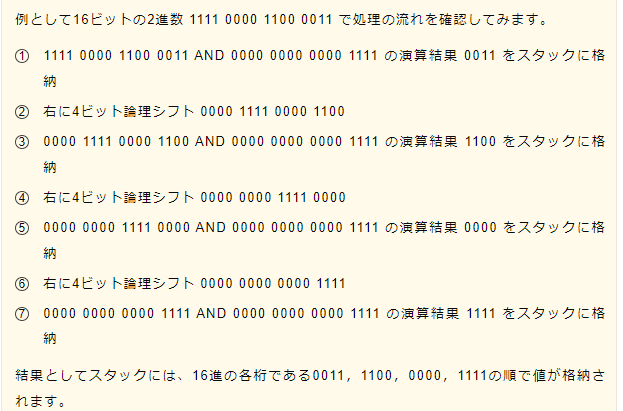 例として16ビットの2進数 1111 0000 1100 0011 で処理の流れを確認してみます。
① 1111 0000 1100 0011 AND 0000 0000 0000 1111 の演算結果 0011 をスタックに格
納
② 右に4ビット論理シフト 0000 1111 0000 1100
③ 0000 1111 0000 1100 AND 0000 0000 0000 1111 の演算結果 1100 をスタックに格
納
④ 右に4ビット論理シフト 0000 0000 1111 0000
⑤ 0000 0000 1111 0000 AND 0000 0000 0000 1111 の演算結果 0000 をスタックに格
納
⑥ 右に4ビット論理シフト 0000 0000 0000 1111
⑦ 0000 0000 0000 1111 AND 0000 0000 0000 1111 の演算結果 1111 をスタックに格
納
結果としてスタックには、16進の各桁である0011，1100，0000，1111の順で値が格納さ
れます。